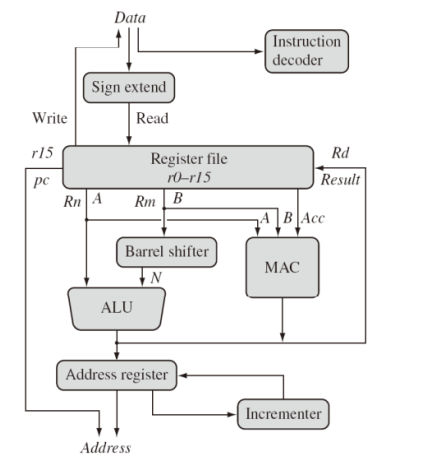 Data
Instruction
decoder
Sign extend
Write
Read
r15
Register file
Rd
pc
r0–r15
Result
Rn
A
Rm
B
A
B
Acc
Barrel shifter
MAC
N
ALU
Address register
Incrementer
Address